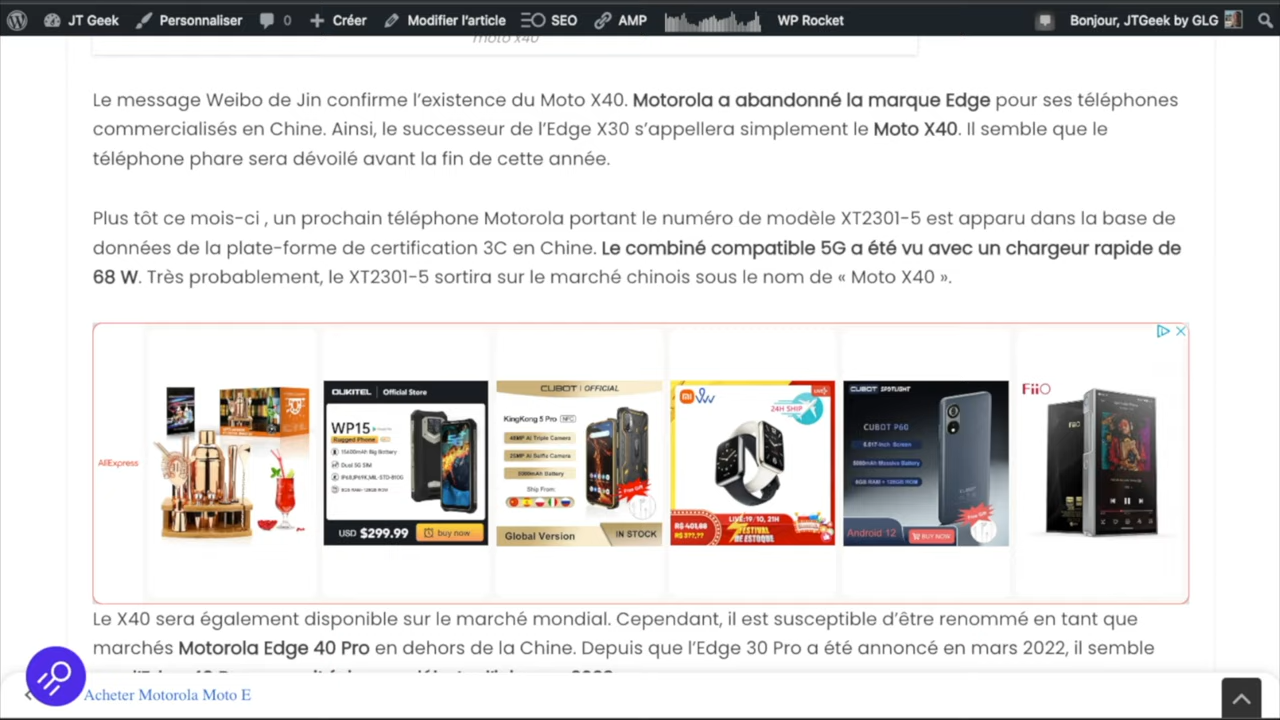 JT Geek Personnaliser 0 Créer Modifier l'article SEO AMP WP Rocket Bonjour, JTGeek by GLG
moto x40
Le message Weibo de Jin confirme l'existence du Moto X40. Motorola a abandonné la marque Edge pour ses téléphones
commercialisés en Chine. Ainsi, le successeur de l'Edge X30 s'appellera simplement le Moto X40. Il semble que le
téléphone phare sera dévoilé avant la fin de cette année.
Plus tôt ce mois-ci , un prochain téléphone Motorola portant le numéro de modèle XT2301-5 est apparu dans la base de
données de la plate-forme de certification 3C en Chine. Le combiné compatible 5G a été vu avec un chargeur rapide de
68 W. Très probablement, le XT2301-5 sortira sur le marché chinois sous le nom de « Moto X40 ».
AliExpress
OUKITEL Official Store
WP15
Rugged Phone
15600mAh Big Battery
Dual 5G SIM
IP68,IP69K,MIL-STD-810G
8GB RAM+128GB ROM
USD $299.99 buy now
CUBOT OFFICIAL
KingKong 5 Pro NFC
48MP AI Triple Camera
25MP AI Selfie Camera
8000mAh Battery
Ship From:
Free Gift
Global Version IN STOCK
24H SHIP
LIVE:19/10, 21H
R$ 401,88
R$ 377,77
FESTIVAL
DE ESTOQUE
CUBOT SPOTLIGHT
CUBOT P60
6.517-Inch Screen
5000mAh Massive Battery
6GB RAM + 128GB ROM
Free Gift
Android 12 BUY NOW
FiiO
Le X40 sera également disponible sur le marché mondial. Cependant, il est susceptible d'être renommé en tant que
marchés Motorola Edge 40 Pro en dehors de la Chine. Depuis que l'Edge 30 Pro a été annoncé en mars 2022, il semble
Acheter Motorola Moto E